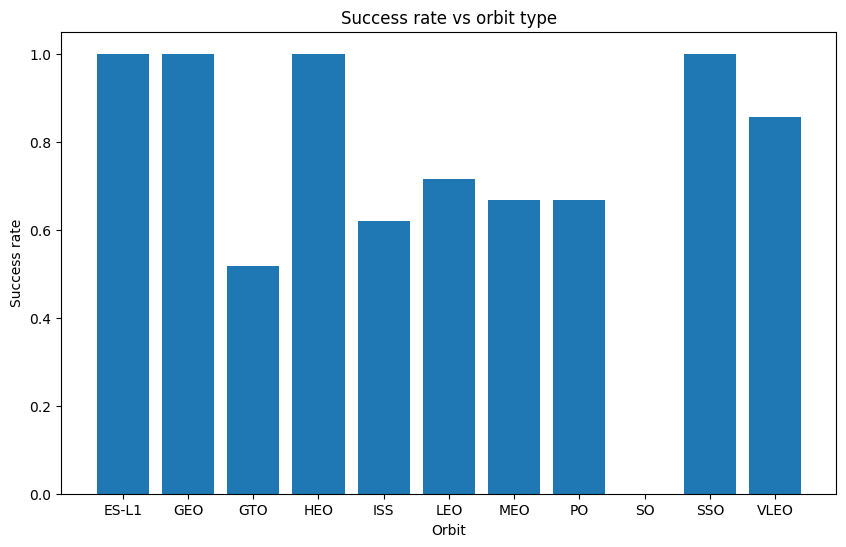 Success rate vs orbit type
1.0
0.8
0.6
0.4
0.2
0.0
Success rate
ES-L1 GEO GTO HEO ISS LEO MEO PO SO SSO VLEO
Orbit